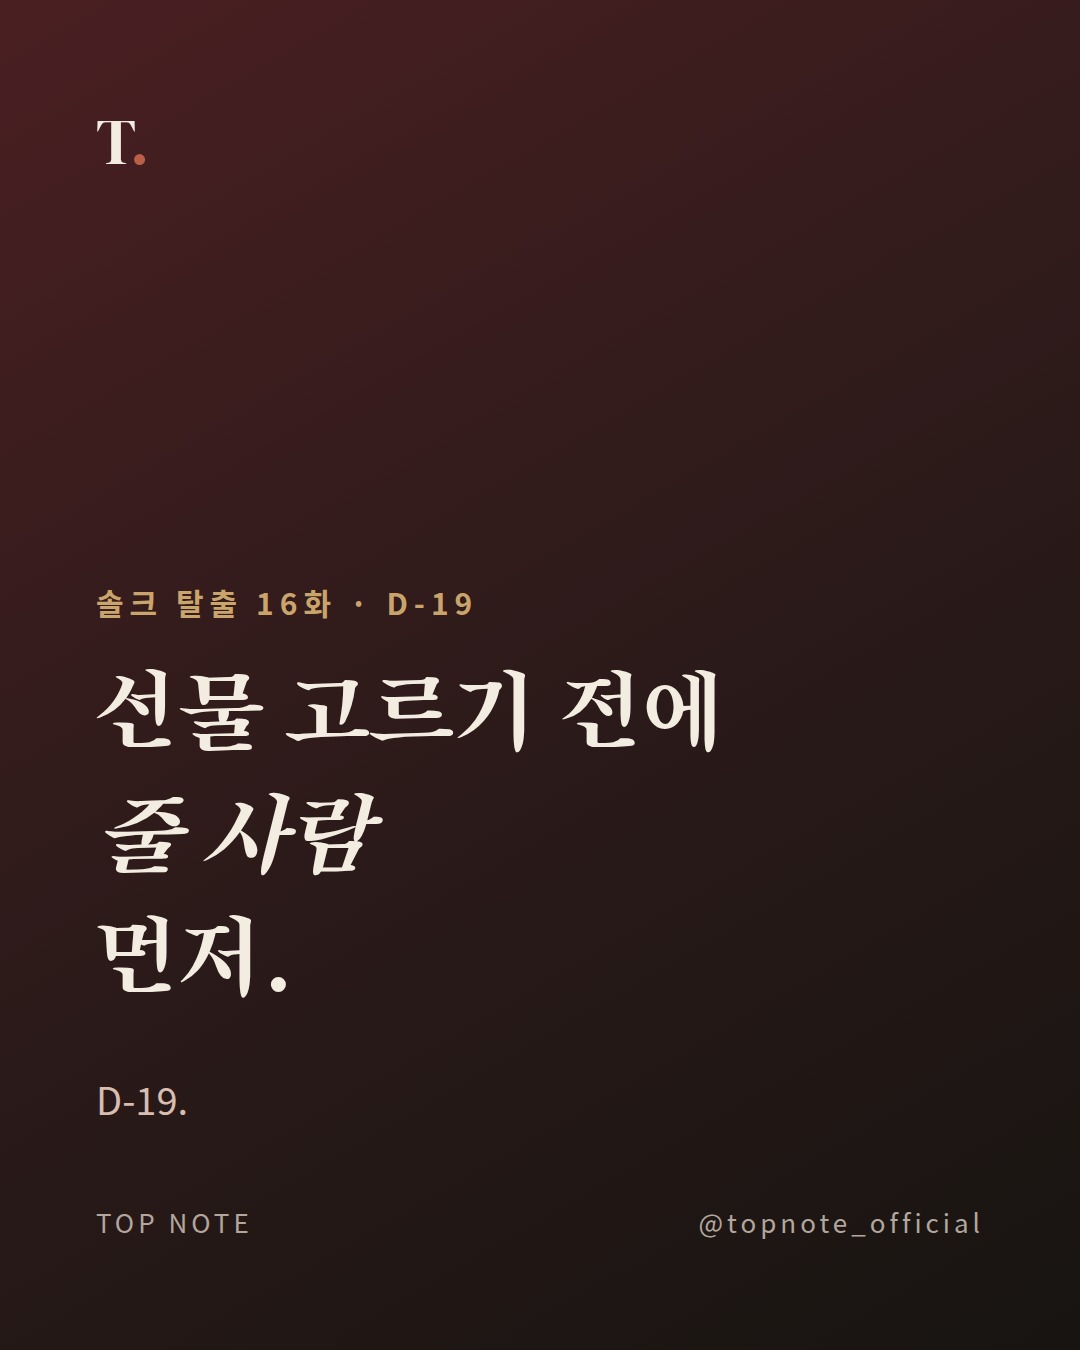 T.
솔크 탈출 16화 · D-19
선물 고르기 전에
줄 사람
먼저.
D-19.
TOP NOTE
@topnote_official